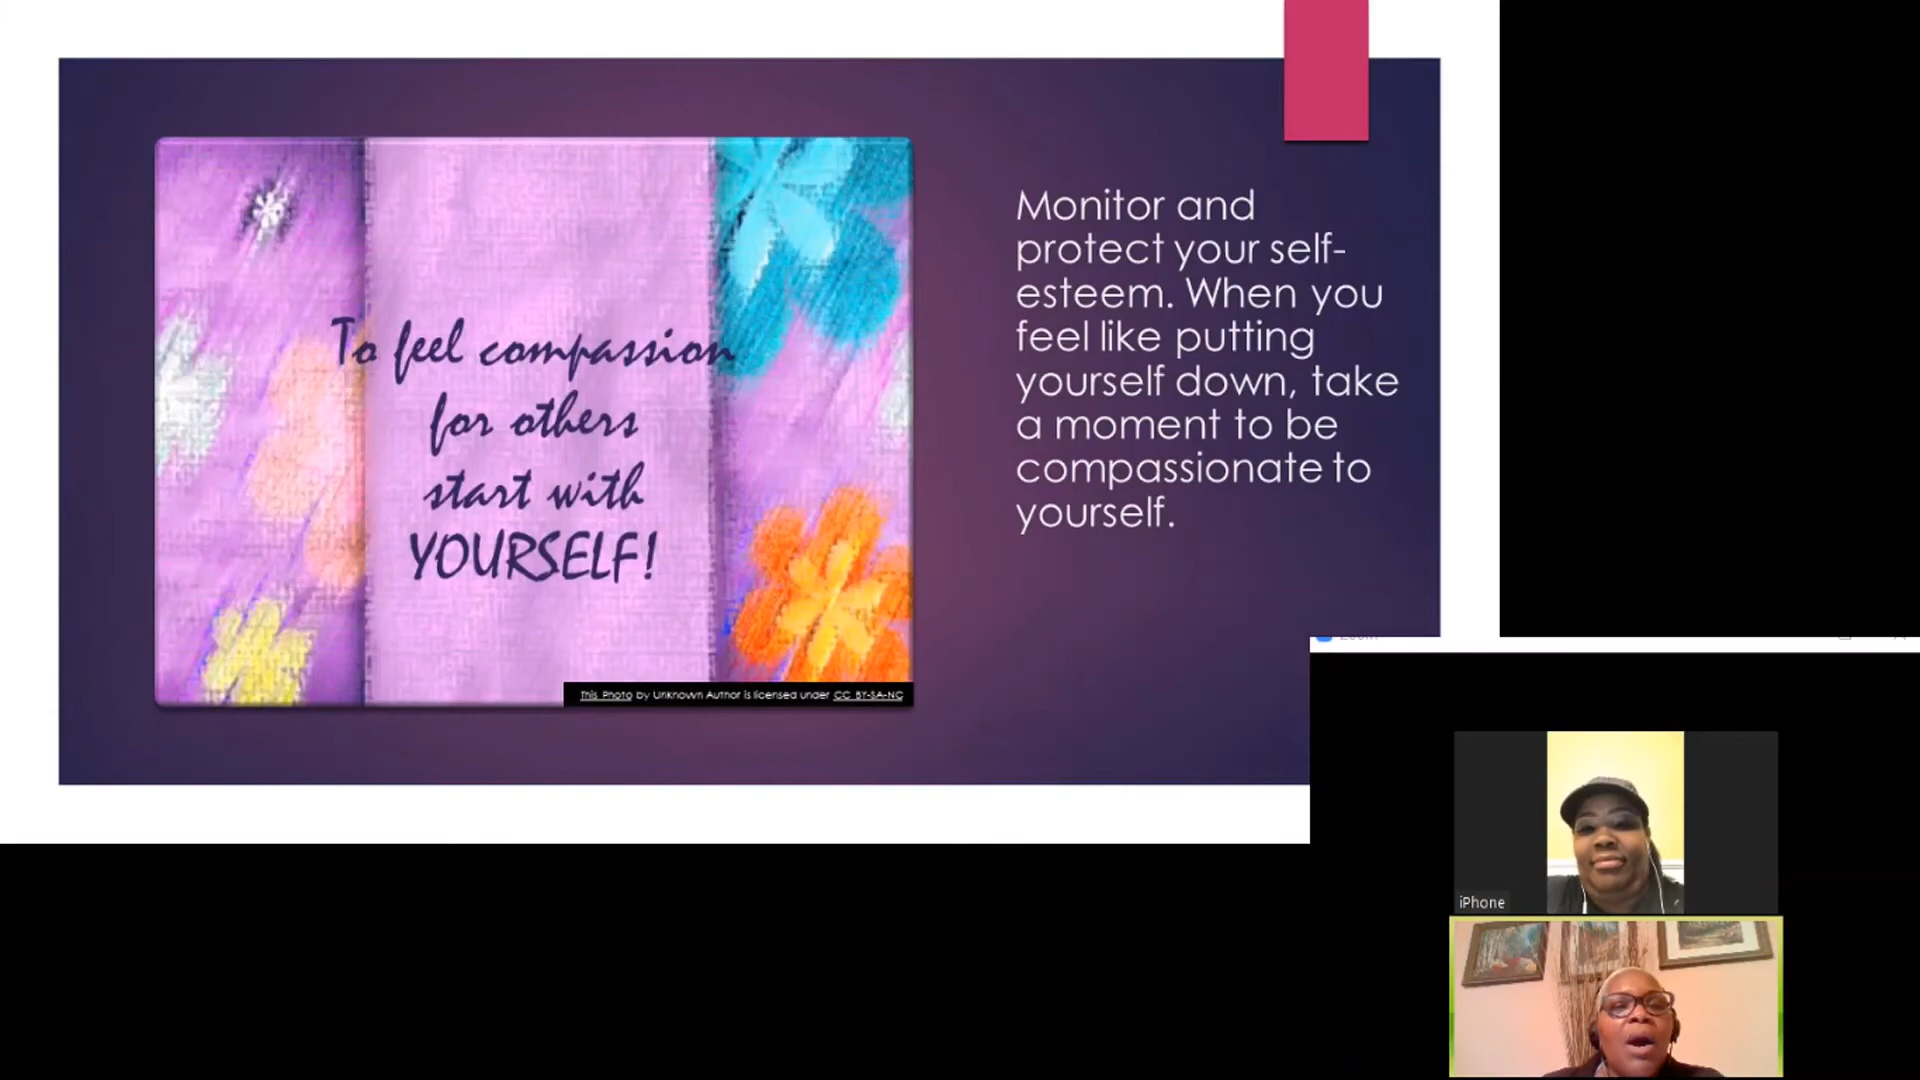 To feel compassion
for others
start with
YOURSELF!
This Photo by Unknown Author is licensed under CC BY-SA-NC
Monitor and
protect your self-
esteem. When you
feel like putting
yourself down, take
a moment to be
compassionate to
yourself.
iPhone